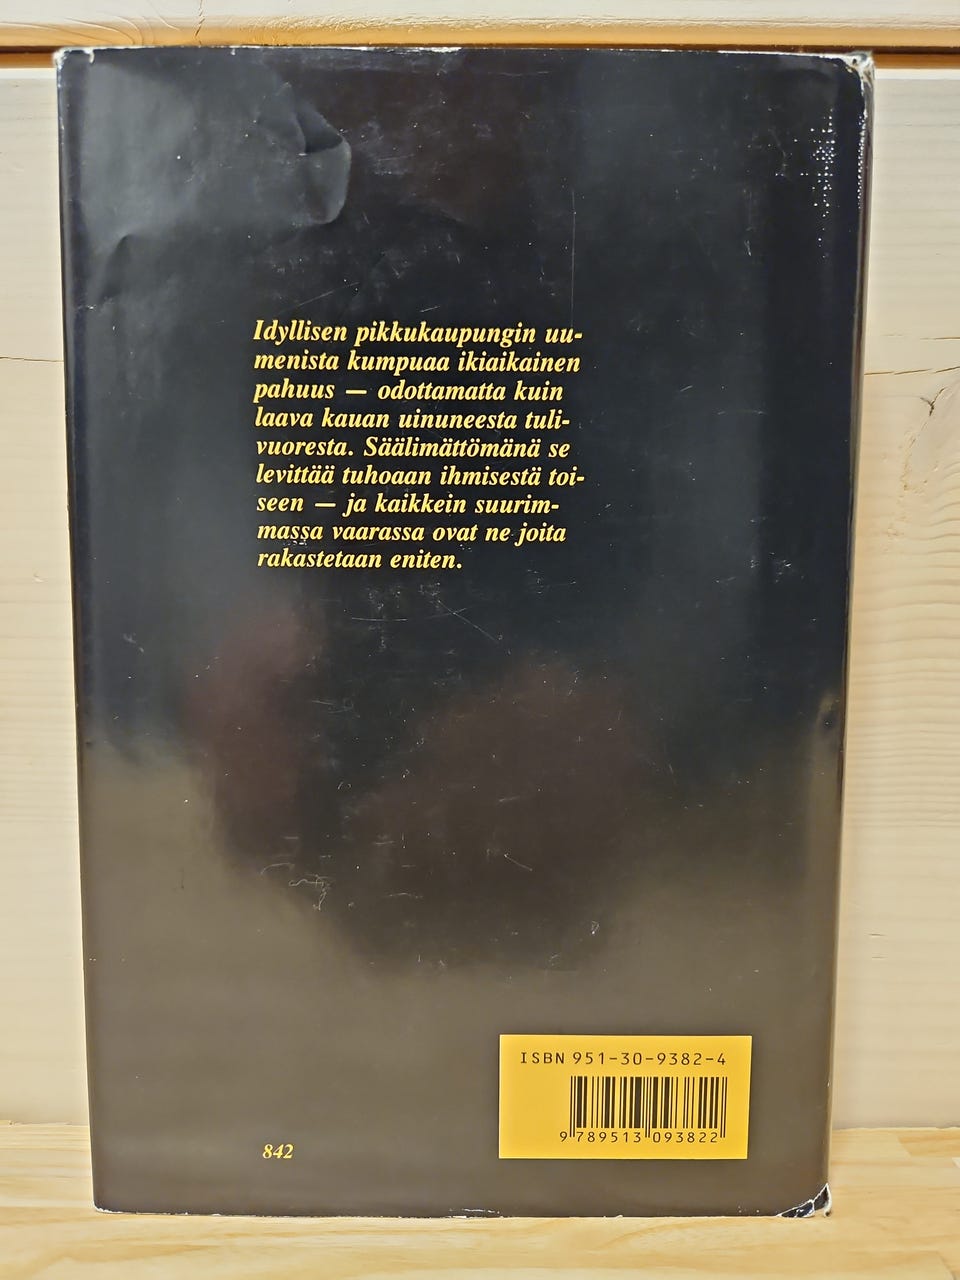 Idyllisen pikkukaupungin uu-
menista kumpuaa ikiaikainen
pahuus — odottamatta kuin
laava kauan uinuneesta tuli-
vuoresta. Säälimättömänä se
levittää tuhoaan ihmisestä toi-
seen — ja kaikkein suurim-
massa vaarassa ovat ne joita
rakastetaan eniten.
ISBN 951-30-9382-4
9 789513 093822
842